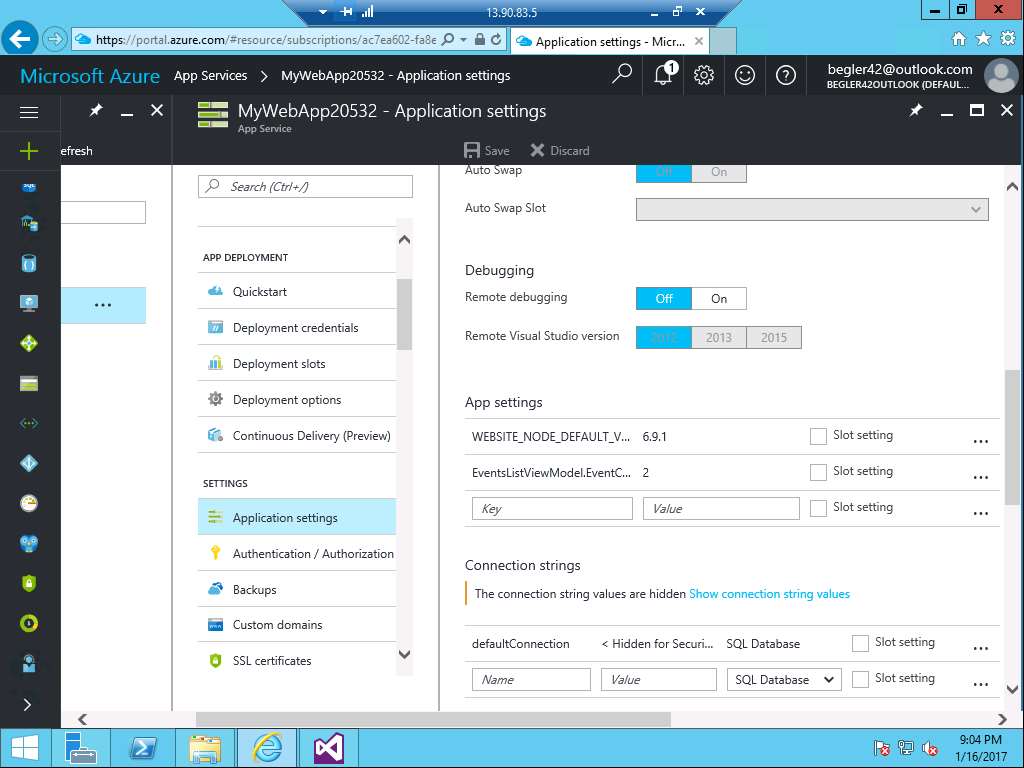 13.90.83.5
https://portal.azure.com/#resource/subscriptions/ac7ea602-fa8e
Application settings - Micr...
Microsoft Azure App Services > MyWebApp20532 - Application settings
1
begler42@outlook.com
BEGLER42OUTLOOK (DEFAUL...
MyWebApp20532 - Application settings
App Service
efresh
Save Discard
Search (Ctrl+/)
APP DEPLOYMENT
Quickstart
Deployment credentials
Deployment slots
Deployment options
Continuous Delivery (Preview)
SETTINGS
Application settings
Authentication / Authorization
Backups
Custom domains
SSL certificates
Auto Swap Off On
Auto Swap Slot
Debugging
Remote debugging Off On
Remote Visual Studio version 2012 2013 2015
App settings
WEBSITE_NODE_DEFAULT_V... 6.9.1 Slot setting ...
EventsListViewModel.EventC... 2 Slot setting ...
Key Value Slot setting ...
Connection strings
The connection string values are hidden Show connection string values
defaultConnection < Hidden for Securi... SQL Database Slot setting ...
Name Value SQL Database Slot setting ...
9:04 PM
1/16/2017